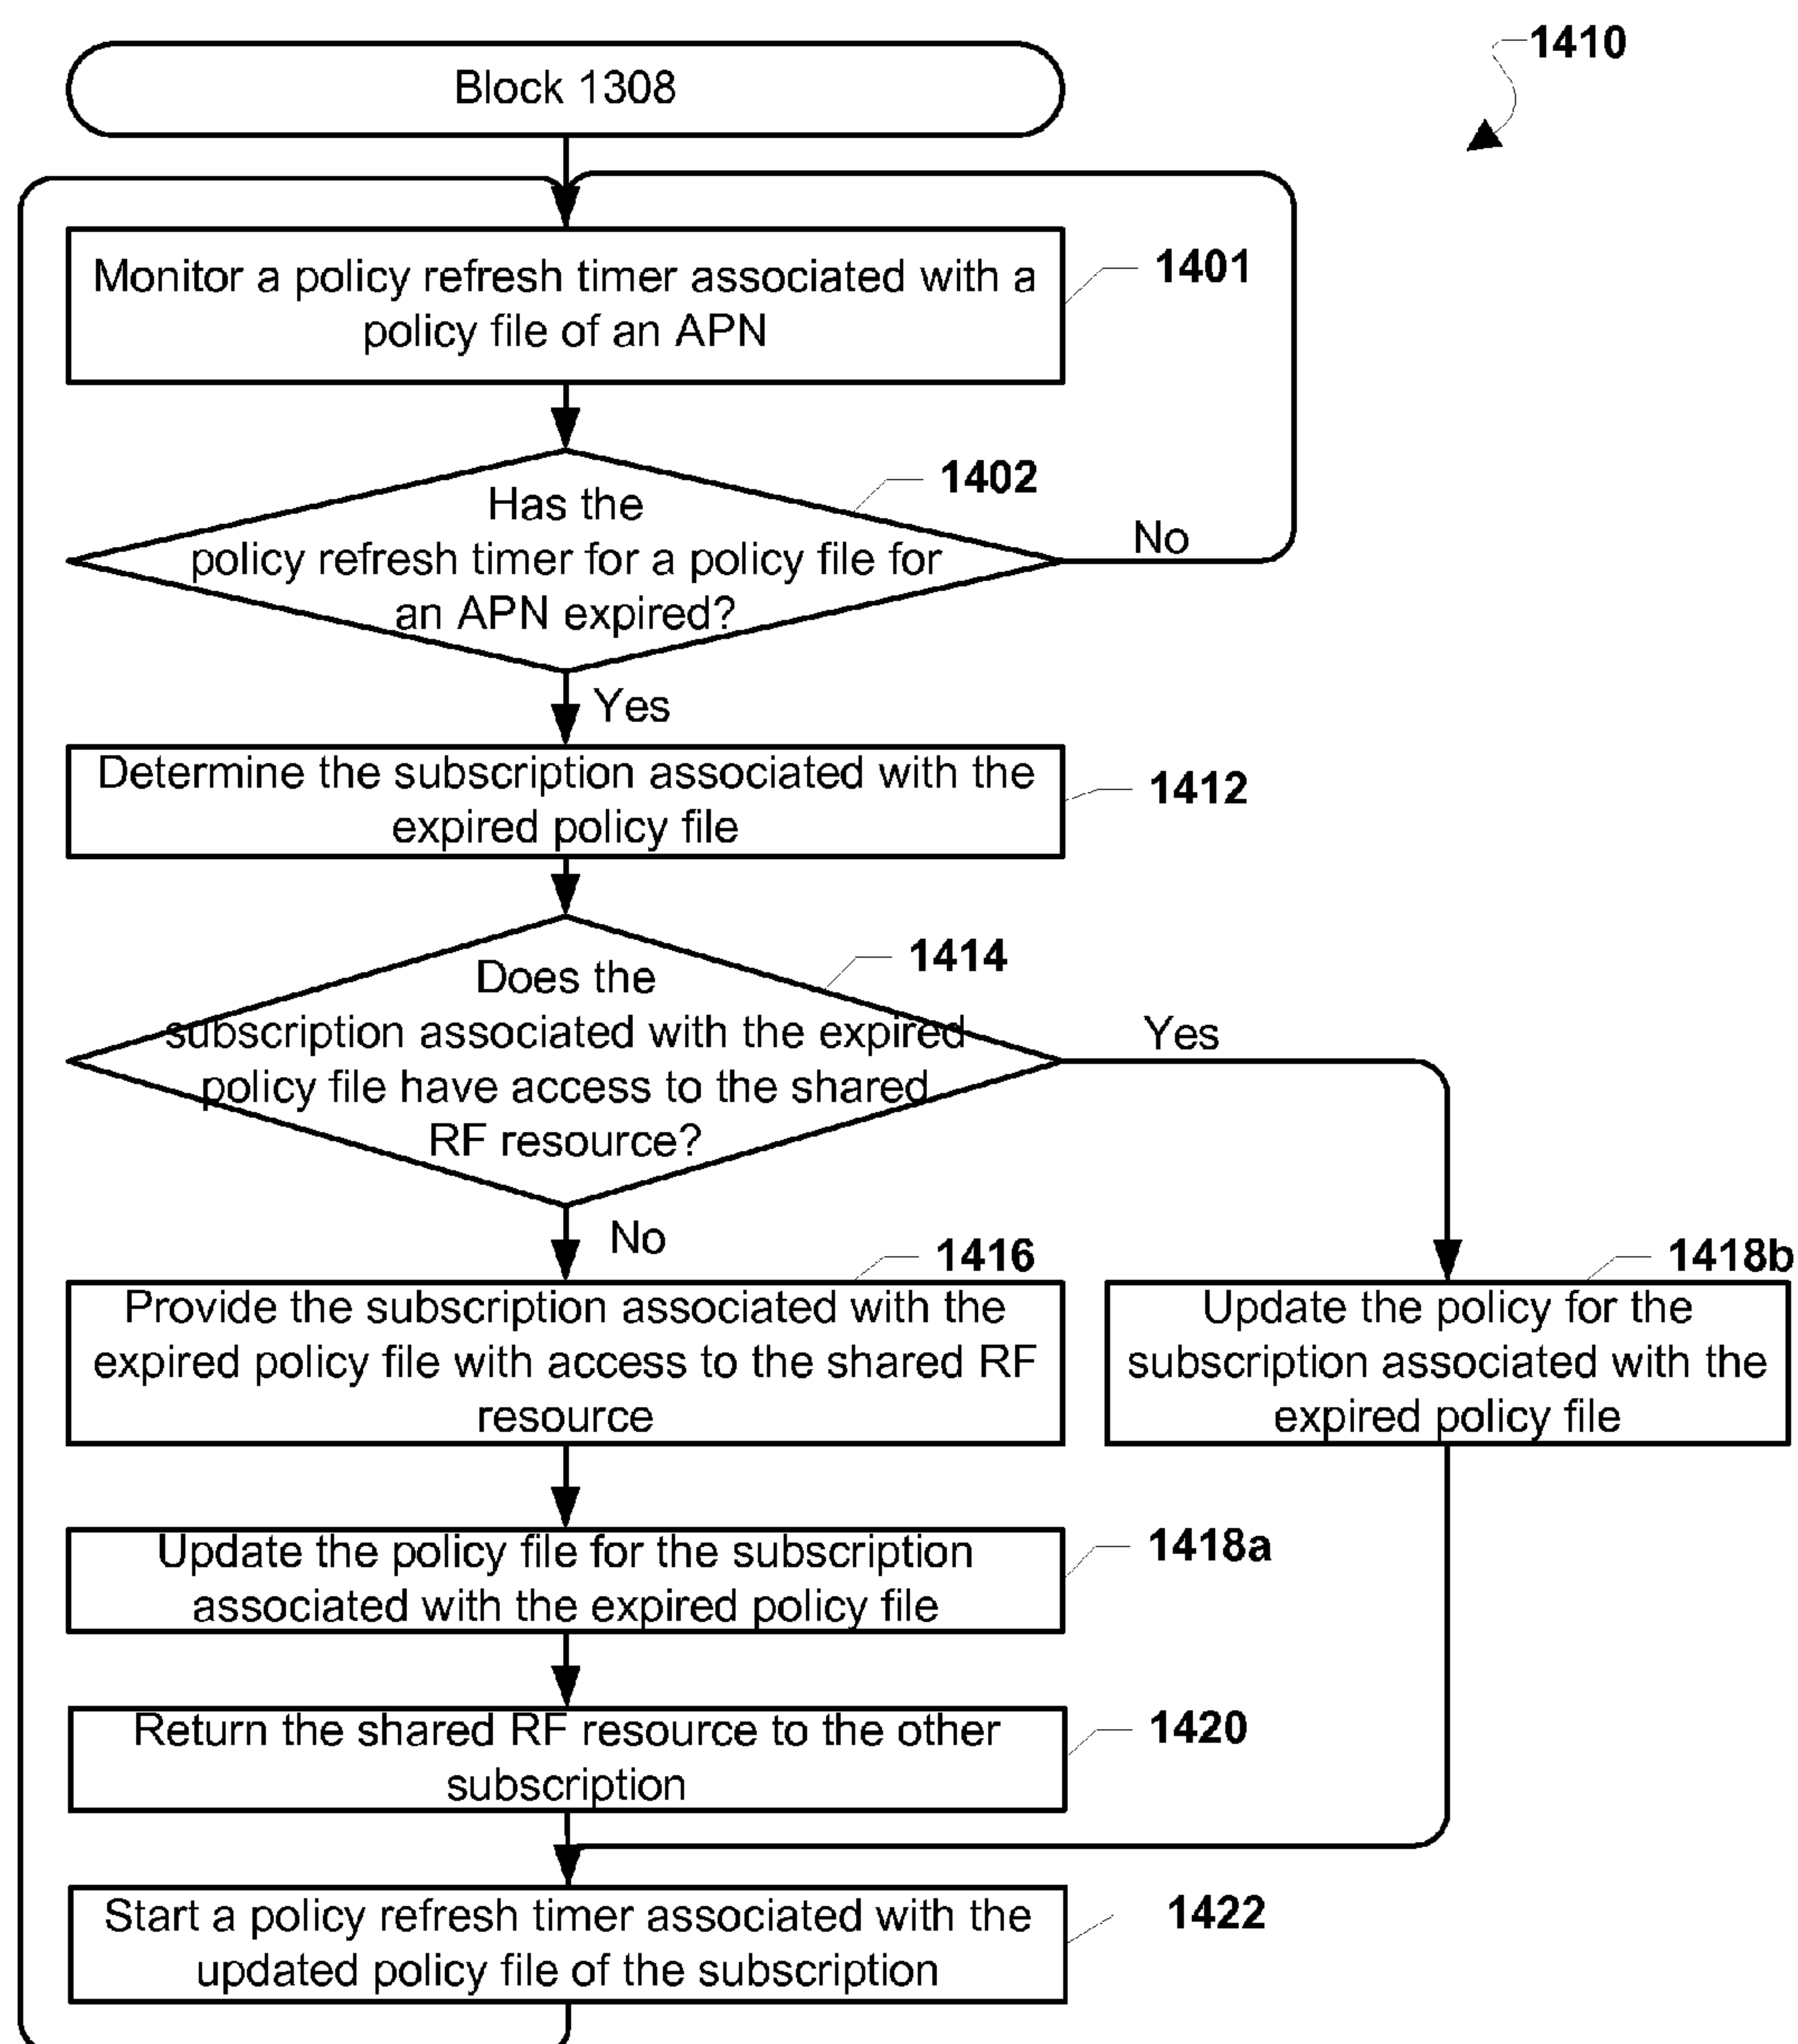 1410
Block 1308
Monitor a policy refresh timer associated with a
policy file of an APN
1401
Has the
policy refresh timer for a policy file for
an APN expired?
1402
No
Yes
Determine the subscription associated with the
expired policy file
1412
Does the
subscription associated with the expired
policy file have access to the shared
RF resource?
1414
Yes
No
Provide the subscription associated with the
expired policy file with access to the shared RF
resource
1416
Update the policy for the
subscription associated with the
expired policy file
1418b
Update the policy file for the subscription
associated with the expired policy file
1418a
Return the shared RF resource to the other
subscription
1420
Start a policy refresh timer associated with the
updated policy file of the subscription
1422